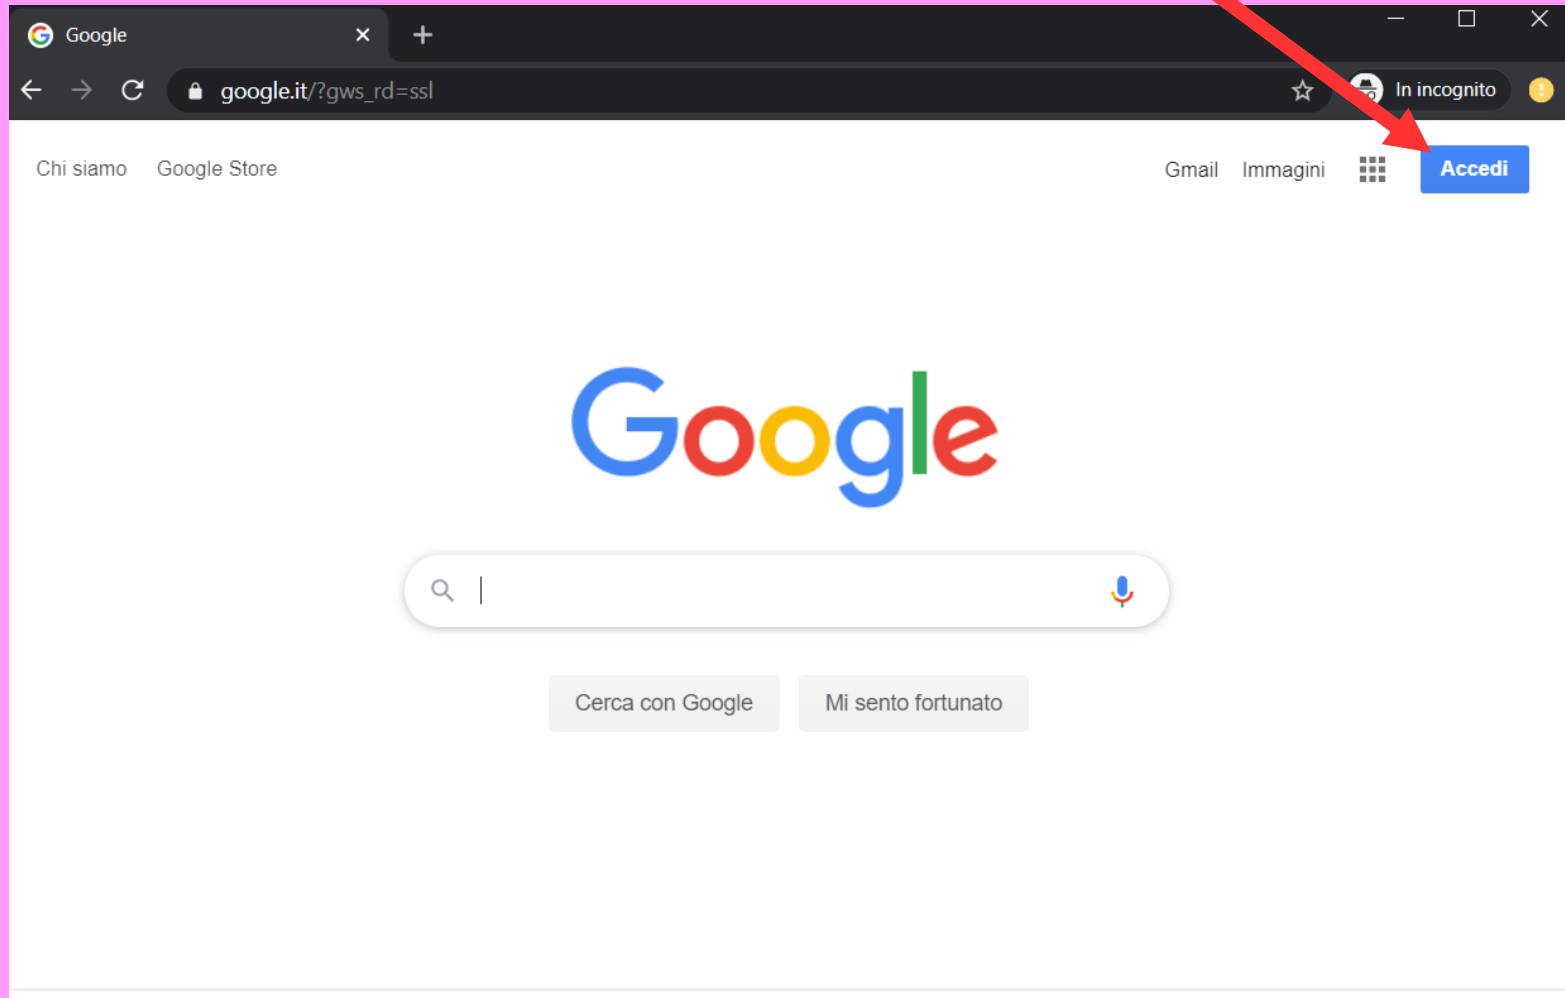 Google
google.it/?gws_rd=ssl
In incognito
Chi siamo Google Store
Gmail Immagini Accedi
Google
Cerca con Google Mi sento fortunato